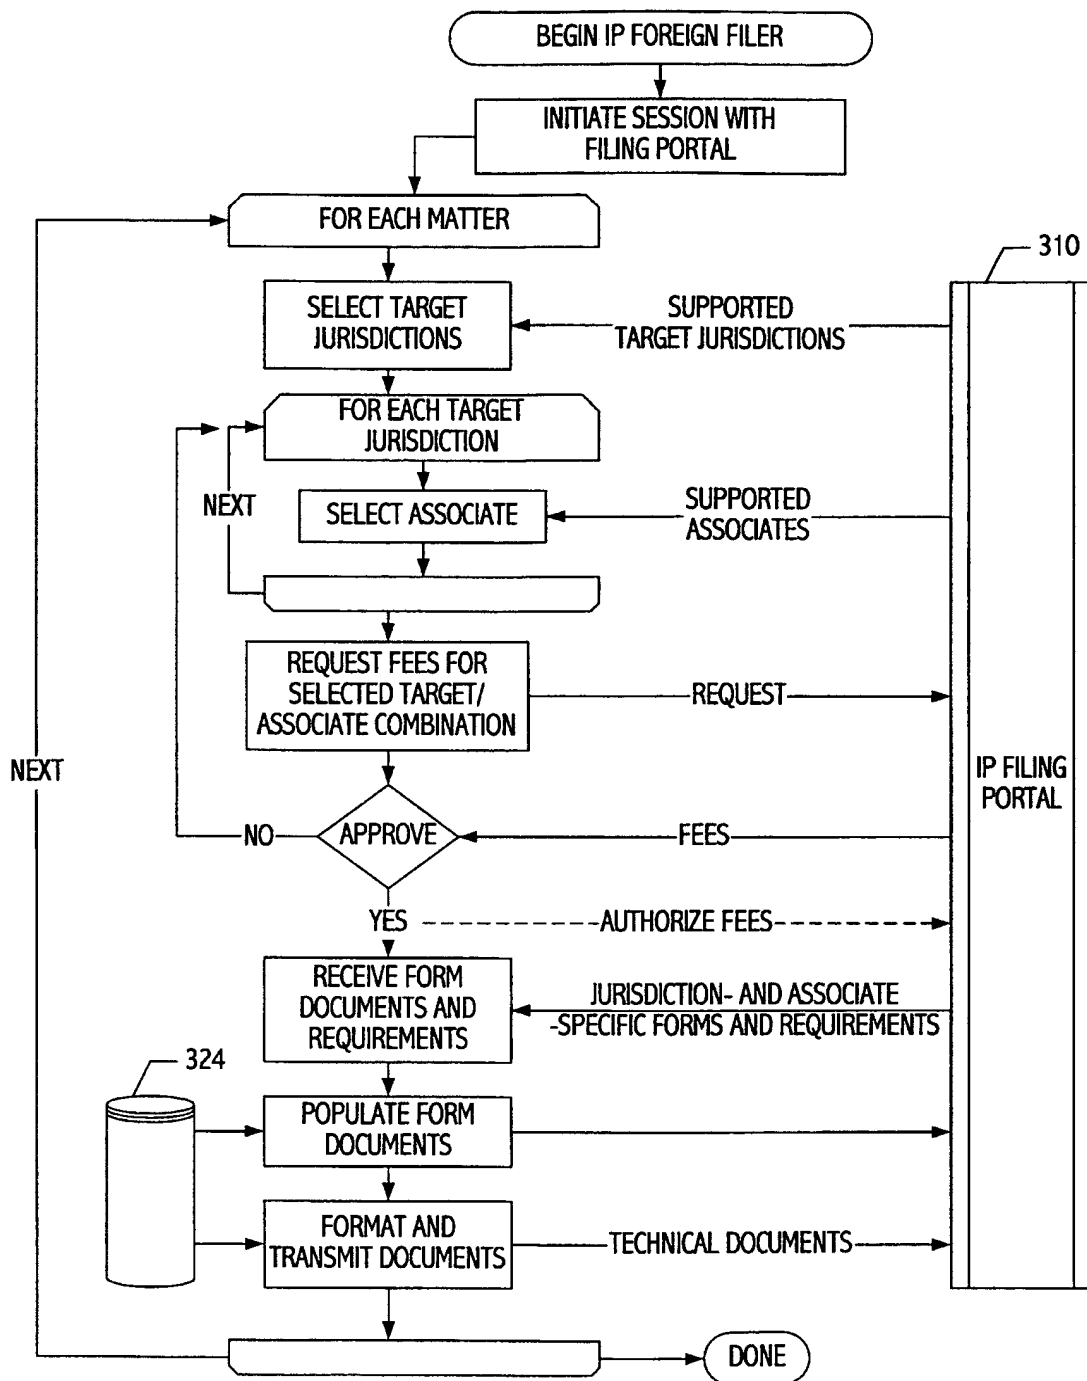 BEGIN IP FOREIGN FILER
INITIATE SESSION WITH
FILING PORTAL
FOR EACH MATTER
310
SELECT TARGET
JURISDICTIONS
SUPPORTED
TARGET JURISDICTIONS
FOR EACH TARGET
JURISDICTION
NEXT
SELECT ASSOCIATE
SUPPORTED
ASSOCIATES
REQUEST FEES FOR
SELECTED TARGET/
ASSOCIATE COMBINATION
REQUEST
NEXT
IP FILING
PORTAL
NO
APPROVE
FEES
YES
AUTHORIZE FEES
RECEIVE FORM
DOCUMENTS AND
REQUIREMENTS
JURISDICTION- AND ASSOCIATE
-SPECIFIC FORMS AND REQUIREMENTS
324
POPULATE FORM
DOCUMENTS
FORMAT AND
TRANSMIT DOCUMENTS
TECHNICAL DOCUMENTS
DONE